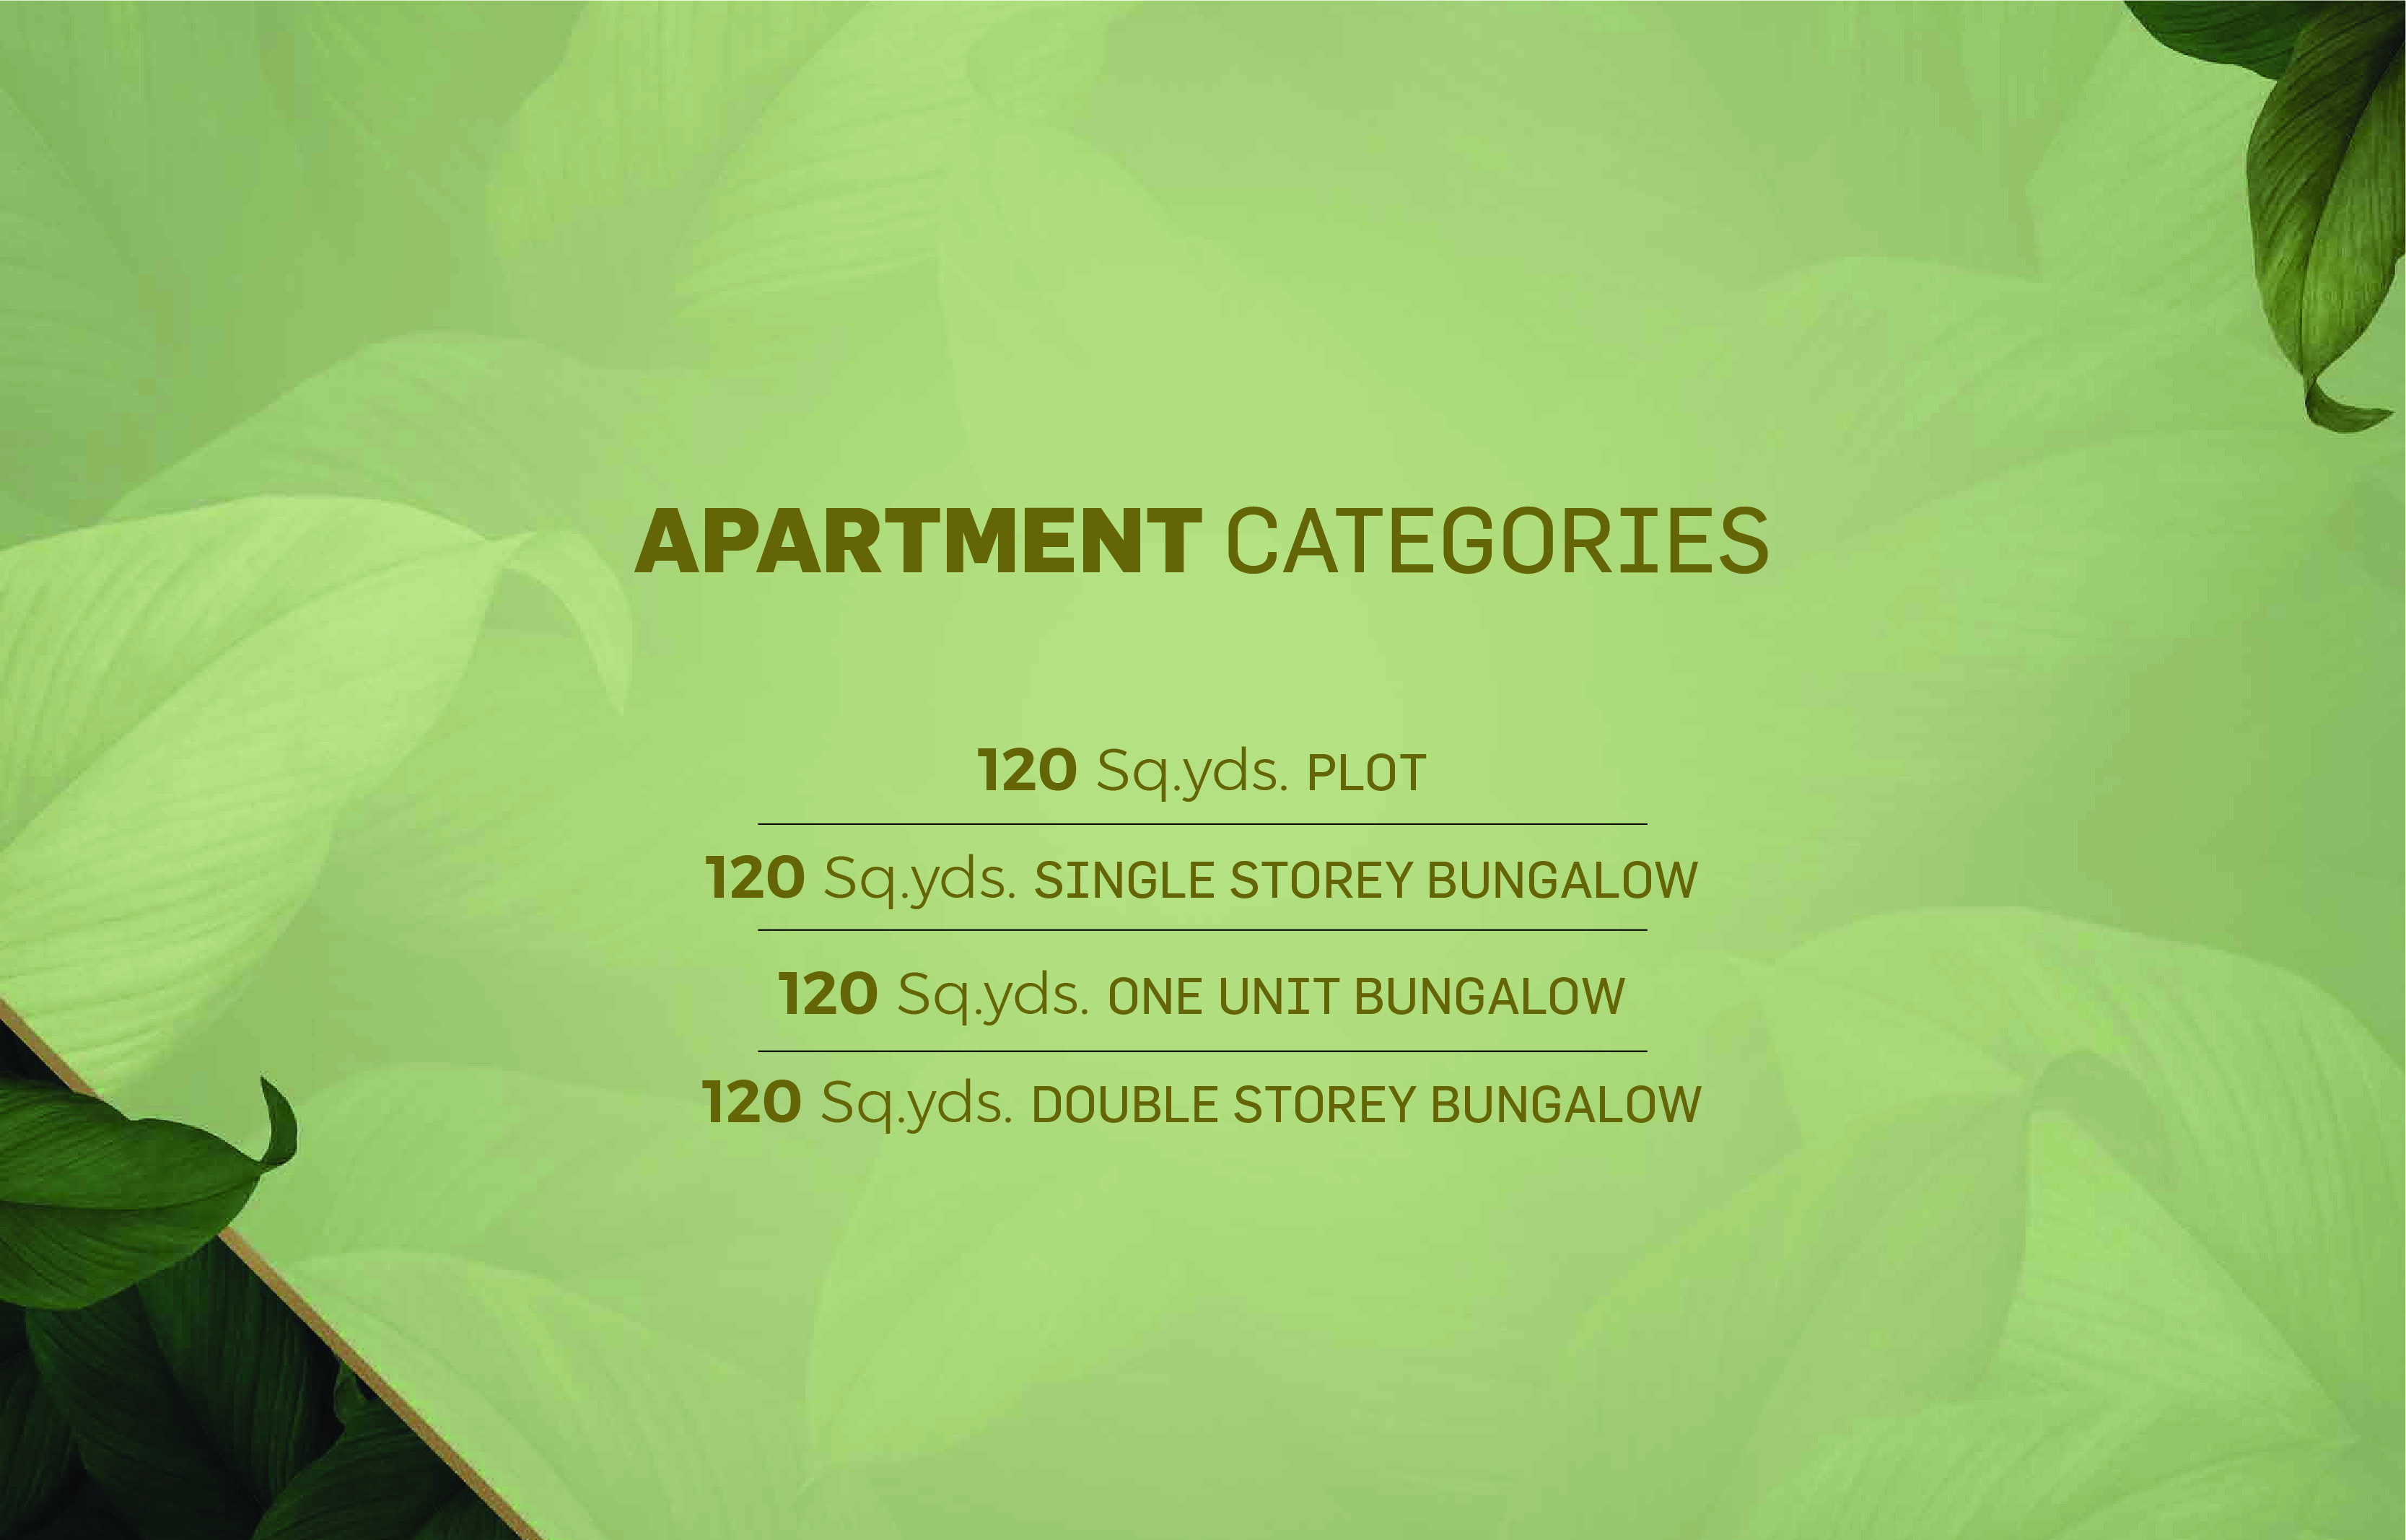 APARTMENT CATEGORIES
120 Sq.yds. PLOT
120 Sq.yds. SINGLE STOREY BUNGALOW
120 Sq.yds. ONE UNIT BUNGALOW
120 Sq.yds. DOUBLE STOREY BUNGALOW